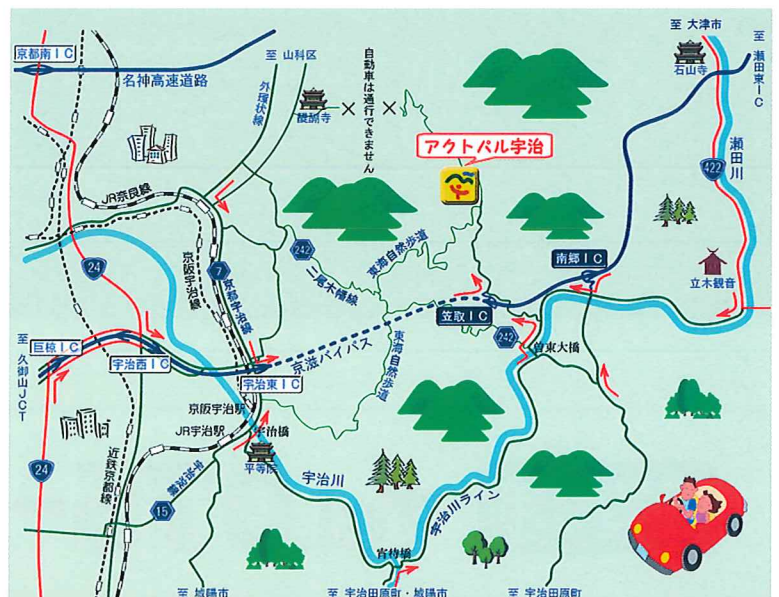 至 大津市
至 瀬田東IC
京都南IC
至 山科区
自動車は通行できません
石山寺
名神高速道路
外環状線
醍醐寺
アクトパル宇治
瀬田川
422
JR奈良線
京阪宇治線
242
二尾木幡線
東海自然歩道
南郷IC
立木観音
24
7
京都宇治線
笠取IC
242
巨椋IC
至 久御山JCT
宇治西IC
京滋バイパス
東海自然歩道
曽束大橋
宇治東IC
京阪宇治駅
JR宇治駅
宇治橋
平等院
24
近鉄京都線
15
宇治川
宇治川ライン
宵待橋
至 城陽市
至 宇治田原町・城陽市
至 宇治田原町